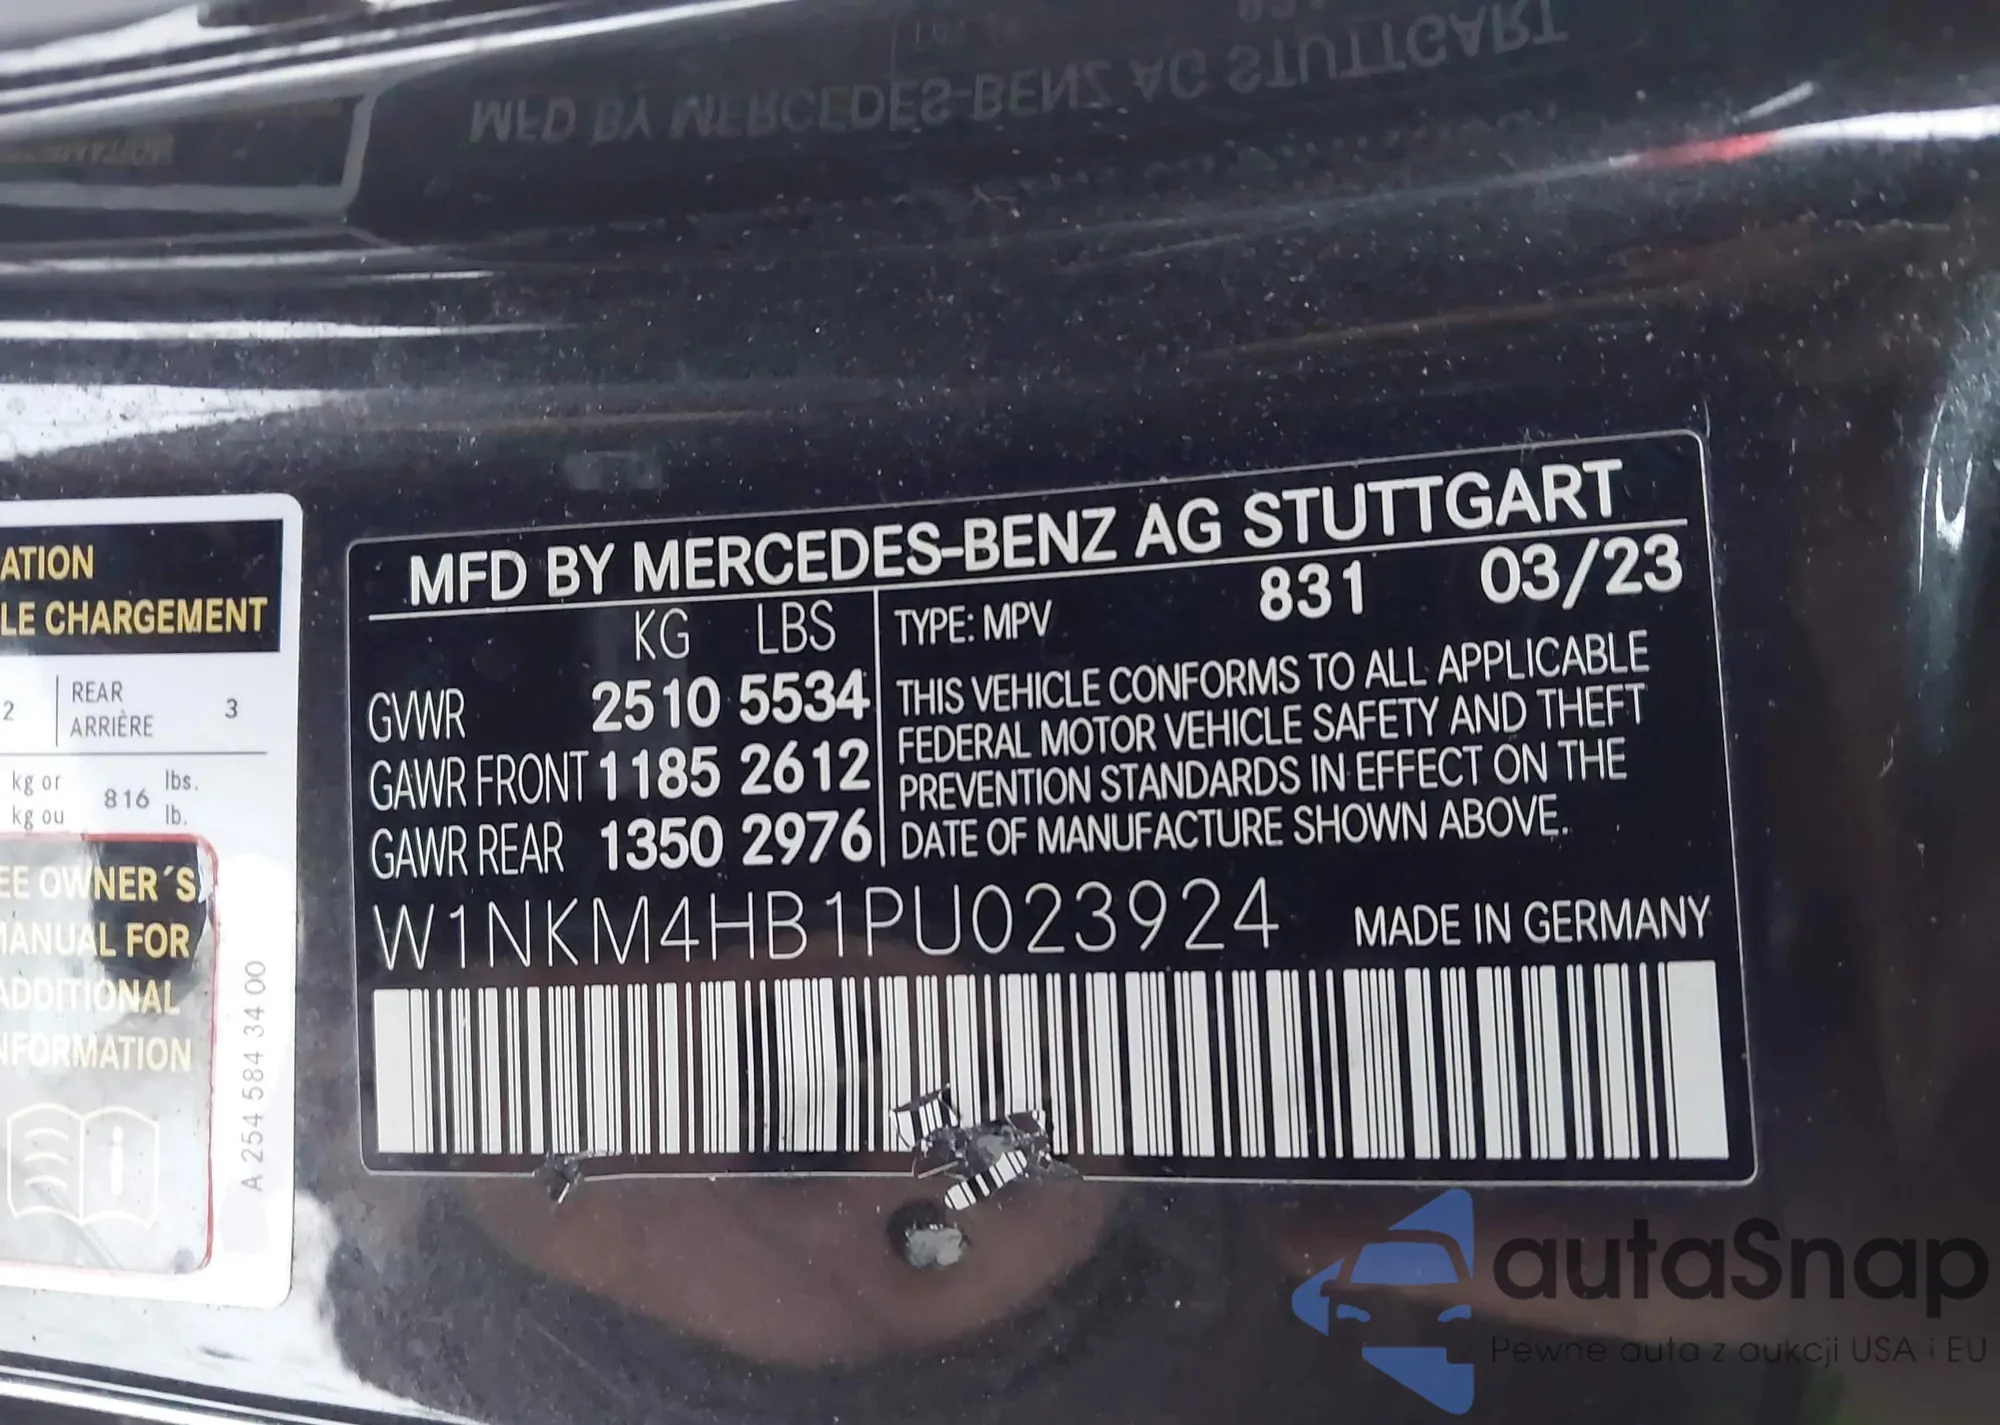 MFD BY MERCEDES-BENZ AG STUTTGART
ATION
LE CHARGEMENT
2 REAR ARRIÈRE 3
kg or
kg ou
816
lbs.
lb.
EE OWNER´S
MANUAL FOR
ADDITIONAL
INFORMATION
A 254 584 34 00
MFD BY MERCEDES-BENZ AG STUTTGART
KG LBS
GVWR 2510 5534
GAWR FRONT 1185 2612
GAWR REAR 1350 2976
TYPE: MPV 831 03/23
THIS VEHICLE CONFORMS TO ALL APPLICABLE
FEDERAL MOTOR VEHICLE SAFETY AND THEFT
PREVENTION STANDARDS IN EFFECT ON THE
DATE OF MANUFACTURE SHOWN ABOVE.
W1NKM4HB1PU023924 MADE IN GERMANY
autaSnap
Pewne auta z aukcji USA i EU